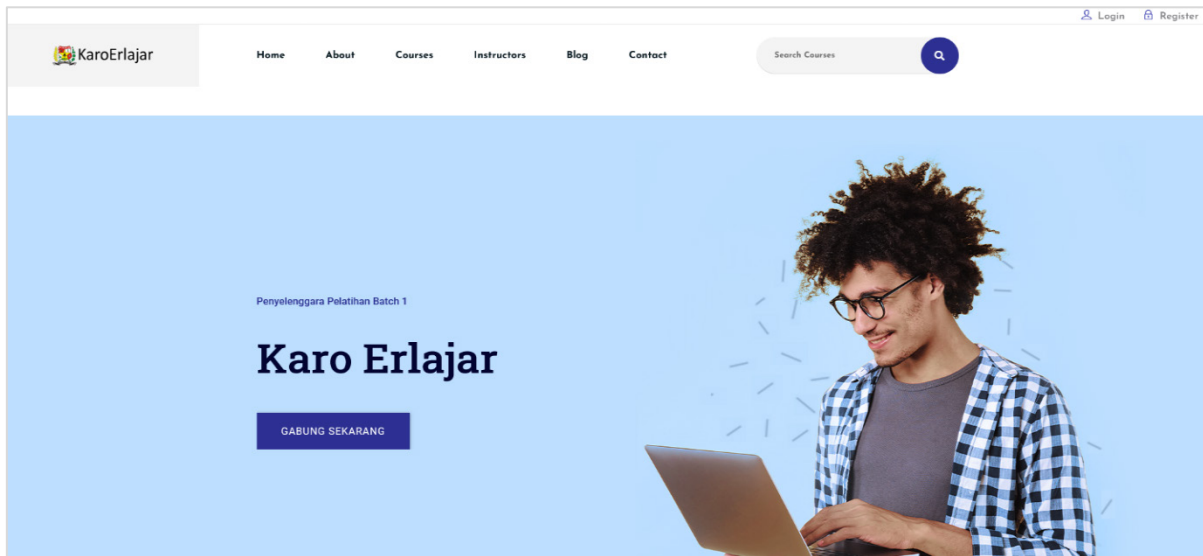 Login Register
KaroErlajar
Home About Courses Instructors Blog Contact Search Courses
Penyelenggara Pelatihan Batch 1
Karo Erlajar
GABUNG SEKARANG